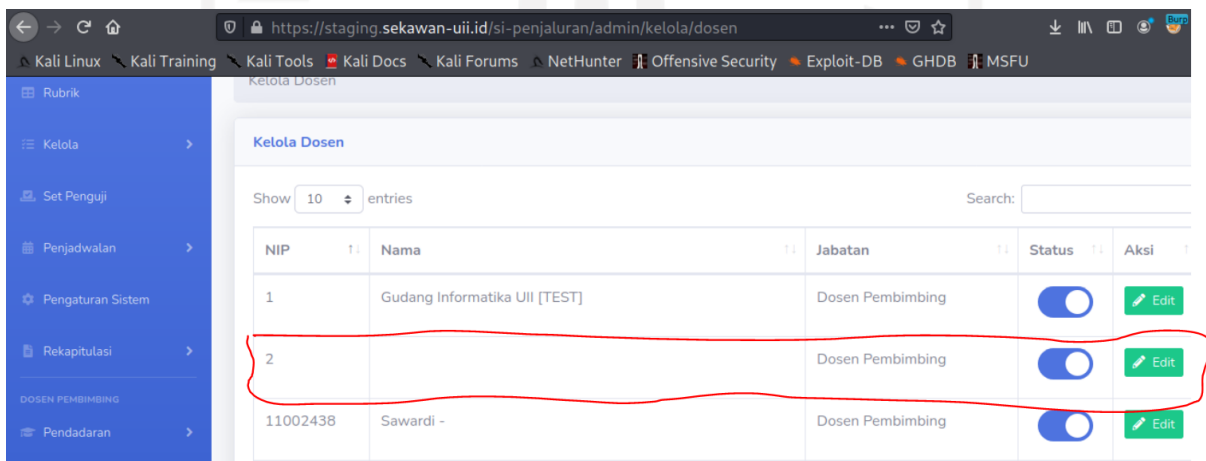 https://staging.sekawan-uii.id/si-penjaluran/admin/kelola/dosen
Burp
Kali Linux Kali Training Kali Tools Kali Docs Kali Forums NetHunter Offensive Security Exploit-DB GHDB MSFU
Rubrik
Kelola
Set Penguji
Penjadwalan
Pengaturan Sistem
Rekapitulasi
DOSEN PEMBIMBING
Pendadaran
Kelola Dosen
Kelola Dosen
Show 10 entries Search:
NIP Nama Jabatan Status Aksi
1 Gudang Informatika UII [TEST] Dosen Pembimbing Edit
2 Dosen Pembimbing Edit
11002438 Sawardi - Dosen Pembimbing Edit